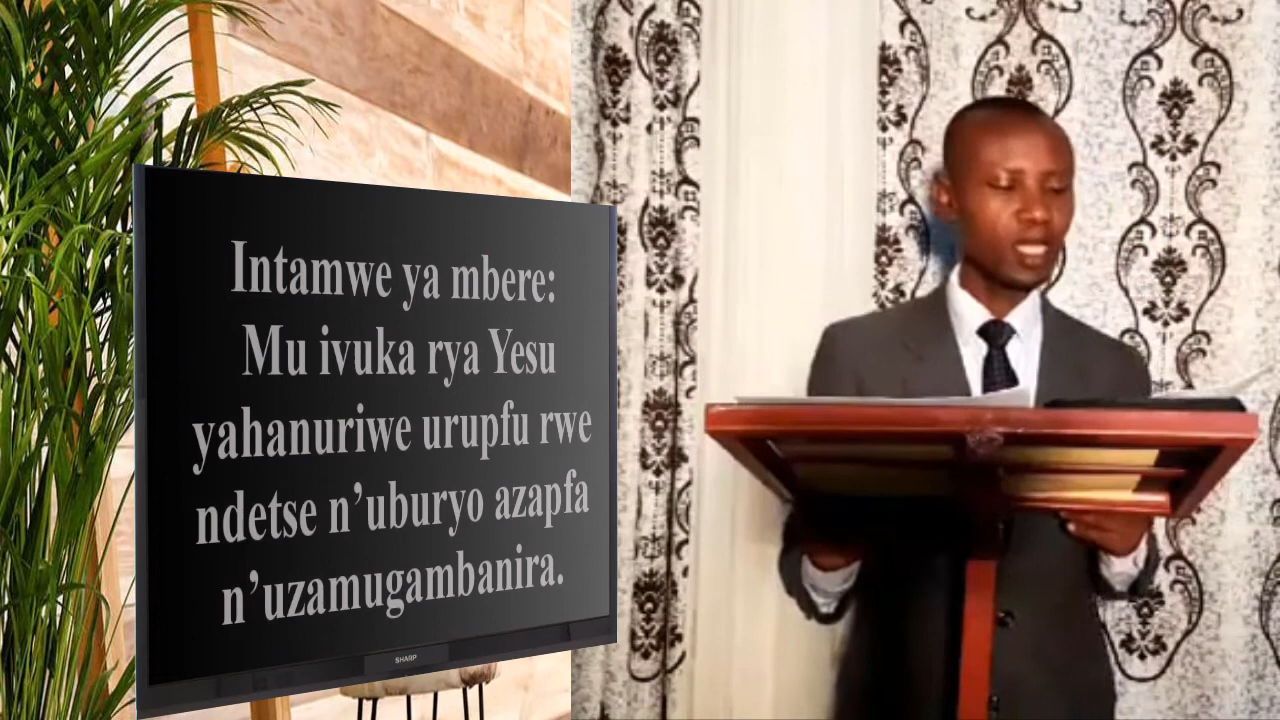 Intamwe ya mbere:
Mu ivuka rya Yesu
yahanuriwe urupfu rwe
ndetse n’uburyo azapfa
n’uzamugambanira.
SHARP